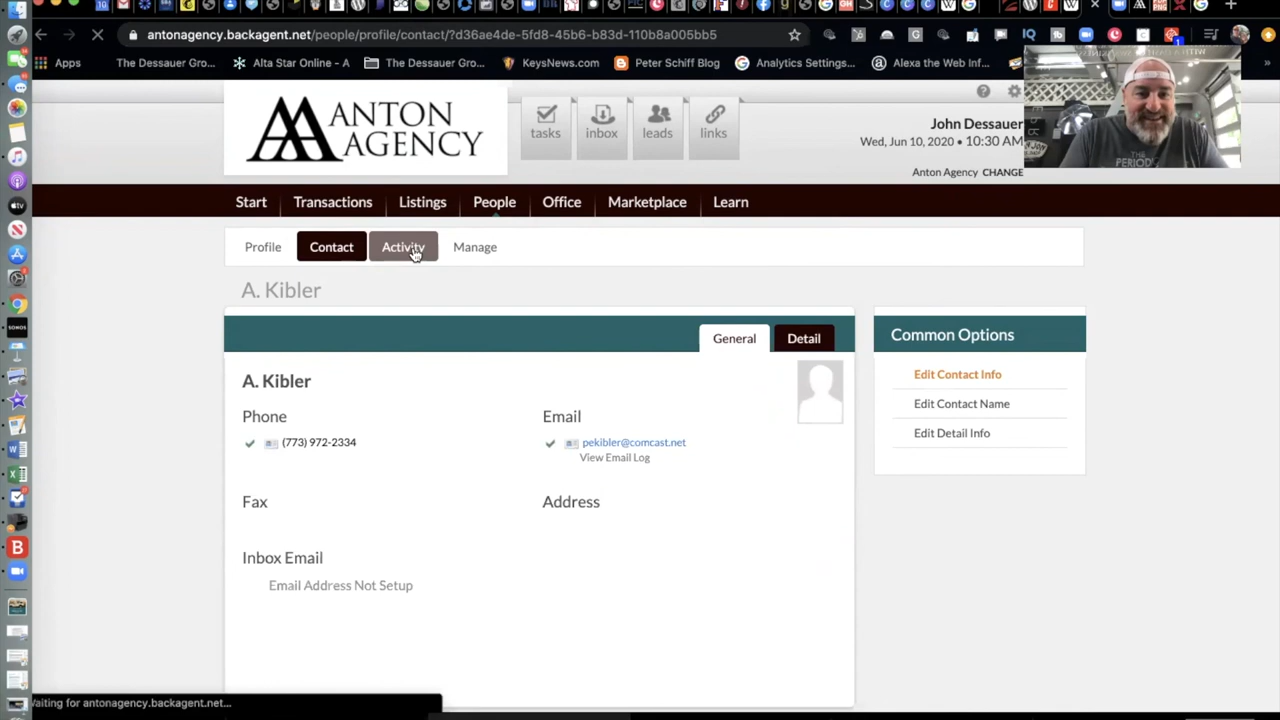 antonagency.backagent.net/people/profile/contact/?d36ae4de-5fd8-45b6-b83d-110b8a005bb5
Apps
The Dessauer Gro...
Alta Star Online - A
The Dessauer Gro...
KeysNews.com
Peter Schiff Blog
Analytics Settings...
Alexa the Web Inf...
ANTON
AGENCY
tasks
inbox
leads
links
John Dessauer
Wed, Jun 10, 2020 • 10:30 AM
Anton Agency CHANGE
THE
PERIOD
Start
Transactions
Listings
People
Office
Marketplace
Learn
Profile
Contact
Activity
Manage
A. Kibler
General
Detail
Common Options
A. Kibler
Edit Contact Info
Edit Contact Name
Edit Detail Info
Phone
(773) 972-2334
Email
pekibler@comcast.net
View Email Log
Fax
Address
Inbox Email
Email Address Not Setup
Waiting for antonagency.backagent.net...